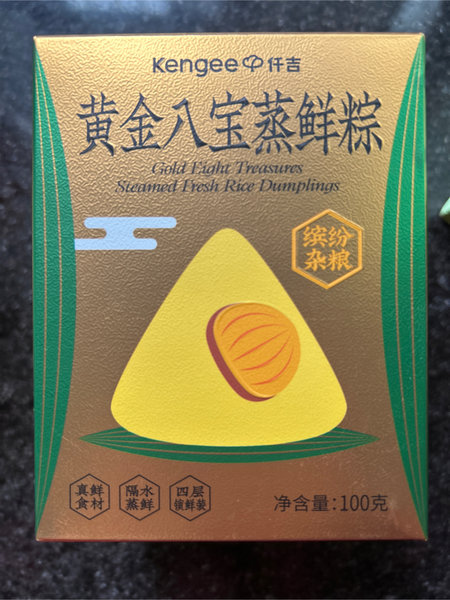 Kengee 仟吉
黄金八宝蒸鲜粽
Gold Eight Treasures
Steamed Fresh Rice Dumplings
缤纷
杂粮
真鲜
食材
隔水
蒸鲜
四层
锁鲜装
净含量:100克